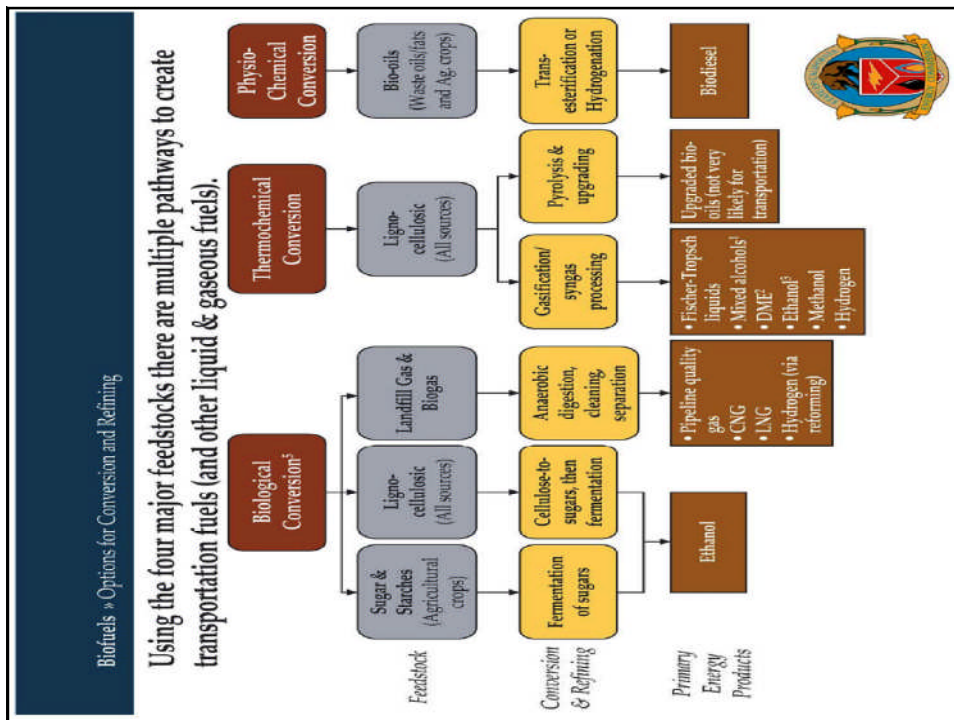 Biofuels » Options for Conversion and Refining
Using the four major feedstocks there are multiple pathways to create
transportation fuels (and other liquid & gaseous fuels).
Biological
Conversion⁵
Thermochemical
Conversion
Physio-
Chemical
Conversion
Feedstock
Sugar &
Starches
(Agricultural
crops)
Ligno-
cellulosic
(All sources)
Landfill Gas &
Biogas
Ligno-
cellulosic
(All sources)
Bio-oils
(Waste oils/fats
and Ag. crops)
Conversion
& Refining
Fermentation
of sugars
Cellulose-to-
sugars, then
fermentation
Anaerobic
digestion,
cleaning,
separation
Gasification/
syngas
processing
Pyrolysis &
upgrading
Trans-
esterification or
Hydrogenation
Primary
Energy
Products
Ethanol
• Pipeline quality
gas
• CNG
• LNG
• Hydrogen (via
reforming)
• Fischer-Tropsch
liquids
• Mixed alcohols¹
• DME²
• Ethanol³
• Methanol
• Hydrogen
Upgraded bio-
oils (not very
likely for
transportation)
Biodiesel